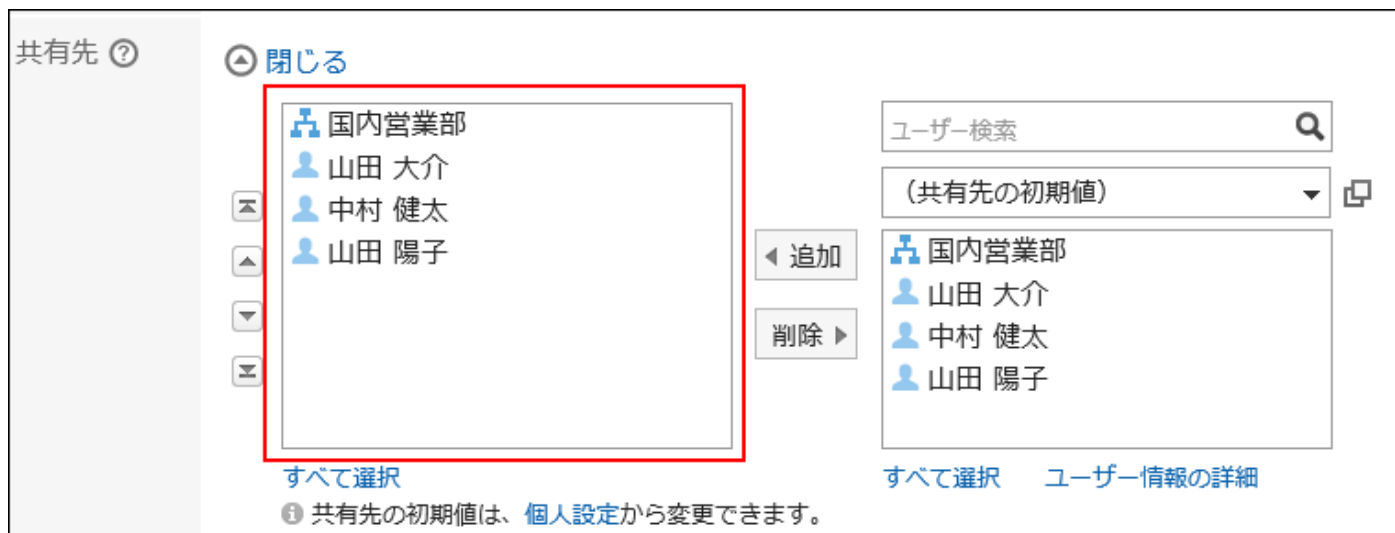 共有先
閉じる
国内営業部
山田 大介
中村 健太
山田 陽子
すべて選択
共有先の初期値は、個人設定から変更できます。
追加
削除
ユーザー検索
(共有先の初期値)
国内営業部
山田 大介
中村 健太
山田 陽子
すべて選択 ユーザー情報の詳細